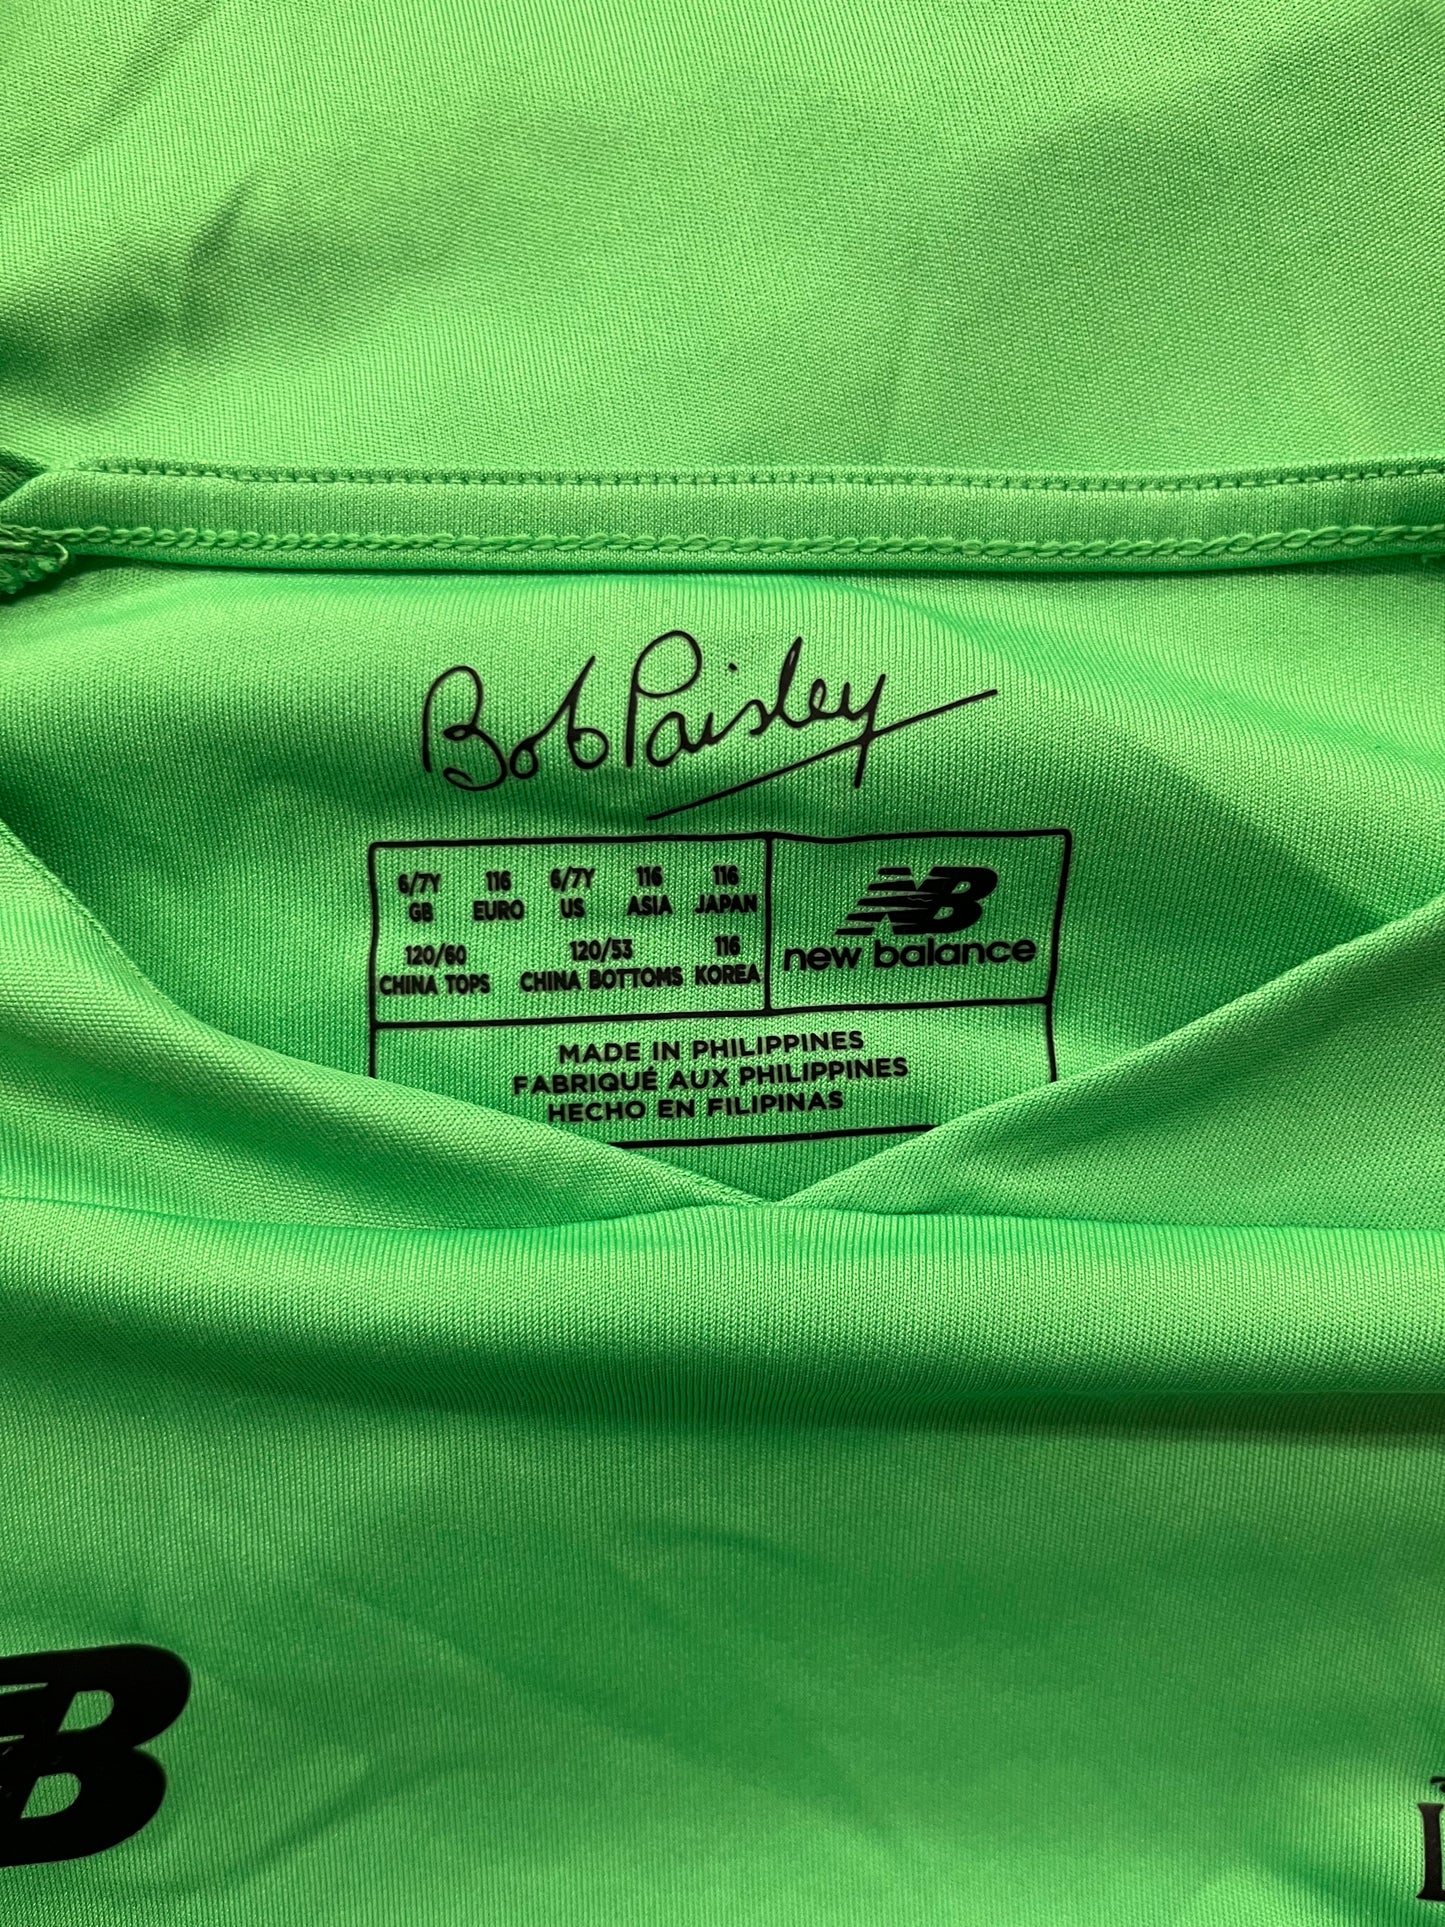 Bob Paisley
6/7Y 116 6/7Y 116 116
GB EURO US ASIA JAPAN
120/60 120/53 116
CHINA TOPS CHINA BOTTOMS KOREA
NB
new balance
MADE IN PHILIPPINES
FABRIQUÉ AUX PHILIPPINES
HECHO EN FILIPINAS